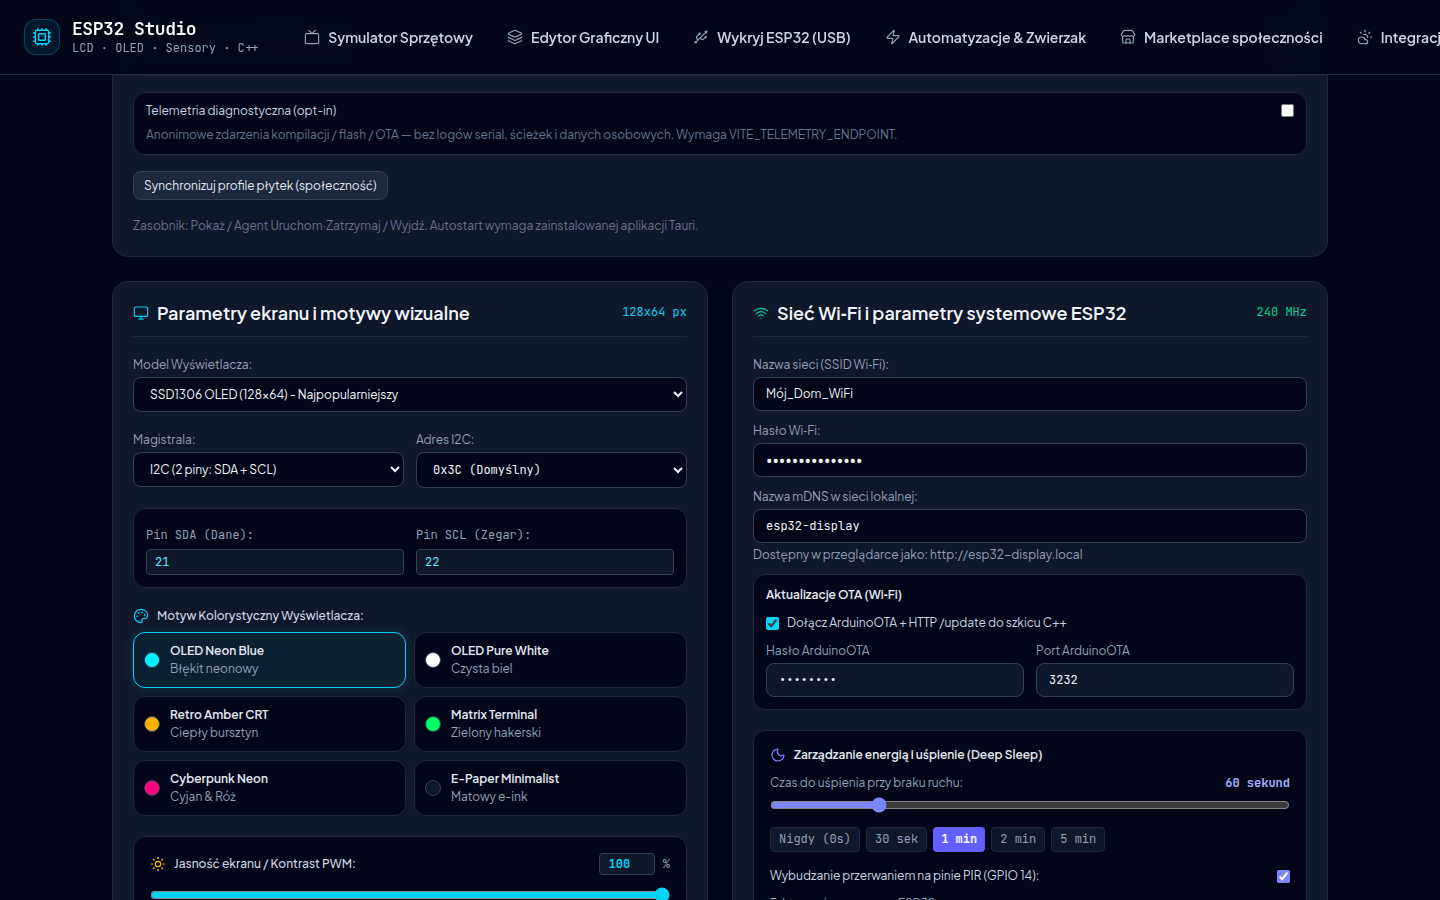 ESP32 Studio
LCD · OLED · Sensory · C++
Symulator Sprzętowy
Edytor Graficzny UI
Wykryj ESP32 (USB)
Automatyzacje & Zwierzak
Marketplace społeczności
Integracj
Telemetria diagnostyczna (opt-in)
Anonimowe zdarzenia kompilacji / flash / OTA — bez logów serial, ścieżek i danych osobowych. Wymaga VITE_TELEMETRY_ENDPOINT.
Synchronizuj profile płytek (społeczność)
Zasobnik: Pokaż / Agent Uruchom·Zatrzymaj / Wyjdź. Autostart wymaga zainstalowanej aplikacji Tauri.
Parametry ekranu i motywy wizualne
128x64 px
Model Wyświetlacza:
SSD1306 OLED (128×64) - Najpopularniejszy
Magistrala:
Adres I2C:
I2C (2 piny: SDA + SCL)
0x3C (Domyślny)
Pin SDA (Dane):
Pin SCL (Zegar):
21
22
Motyw Kolorystyczny Wyświetlacza:
OLED Neon Blue
Błękit neonowy
OLED Pure White
Czysta biel
Retro Amber CRT
Ciepły bursztyn
Matrix Terminal
Zielony hakerski
Cyberpunk Neon
Cyjan & Róż
E-Paper Minimalist
Matowy e-ink
Jasność ekranu / Kontrast PWM:
100 %
Sieć Wi-Fi i parametry systemowe ESP32
240 MHz
Nazwa sieci (SSID Wi-Fi):
Mój_Dom_WiFi
Hasło Wi-Fi:
•••••••••••••••
Nazwa mDNS w sieci lokalnej:
esp32-display
Dostępny w przeglądarce jako: http://esp32-display.local
Aktualizacje OTA (Wi-Fi)
Dołącz ArduinoOTA + HTTP /update do szkicu C++
Hasło ArduinoOTA
Port ArduinoOTA
••••••••
3232
Zarządzanie energią i uśpienie (Deep Sleep)
Czas do uśpienia przy braku ruchu:
60 sekund
Nigdy (0s)
30 sek
1 min
2 min
5 min
Wybudzanie przerwaniem na pinie PIR (GPIO 14):